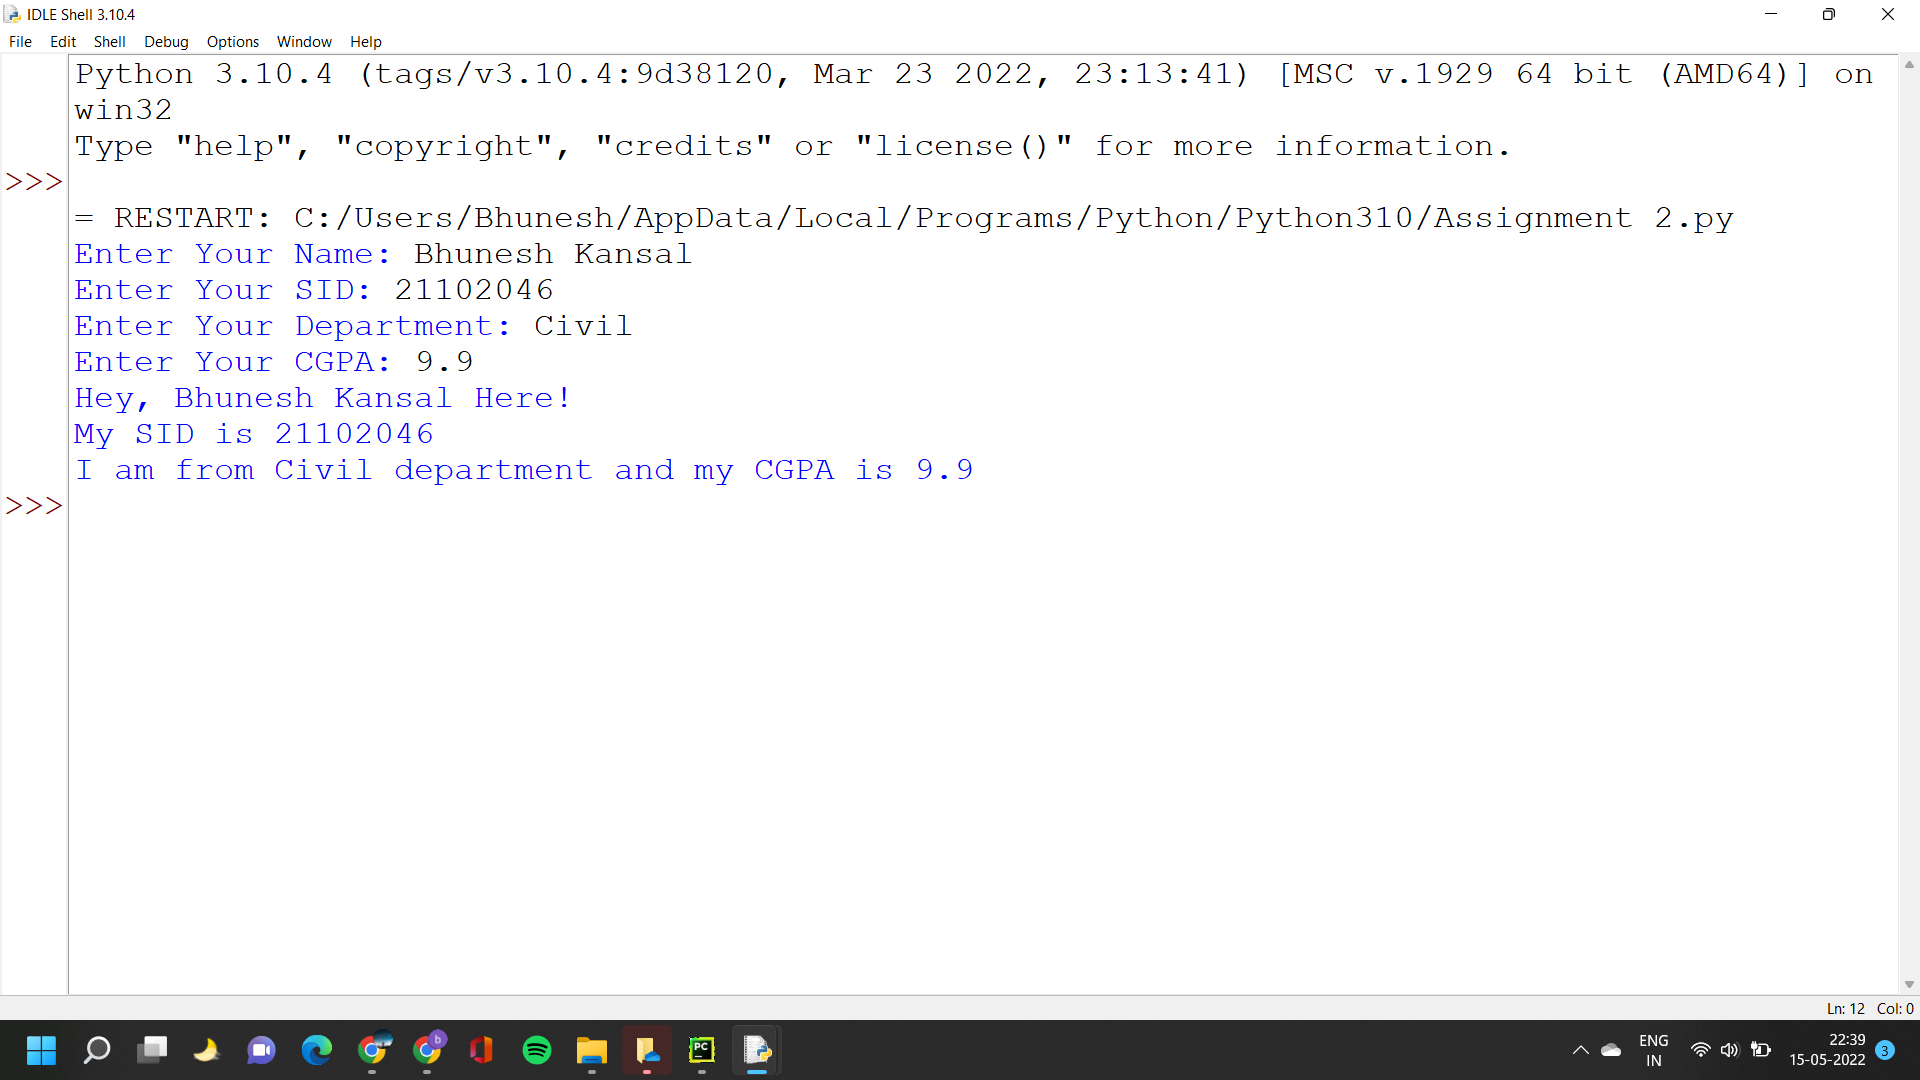 IDLE Shell 3.10.4
File Edit Shell Debug Options Window Help
Python 3.10.4 (tags/v3.10.4:9d38120, Mar 23 2022, 23:13:41) [MSC v.1929 64 bit (AMD64)] on
win32
Type "help", "copyright", "credits" or "license()" for more information.
>>>
= RESTART: C:/Users/Bhunesh/AppData/Local/Programs/Python/Python310/Assignment 2.py
Enter Your Name: Bhunesh Kansal
Enter Your SID: 21102046
Enter Your Department: Civil
Enter Your CGPA: 9.9
Hey, Bhunesh Kansal Here!
My SID is 21102046
I am from Civil department and my CGPA is 9.9
>>>
Ln: 12 Col: 0
b
PC
ENG
IN
22:39
15-05-2022
3